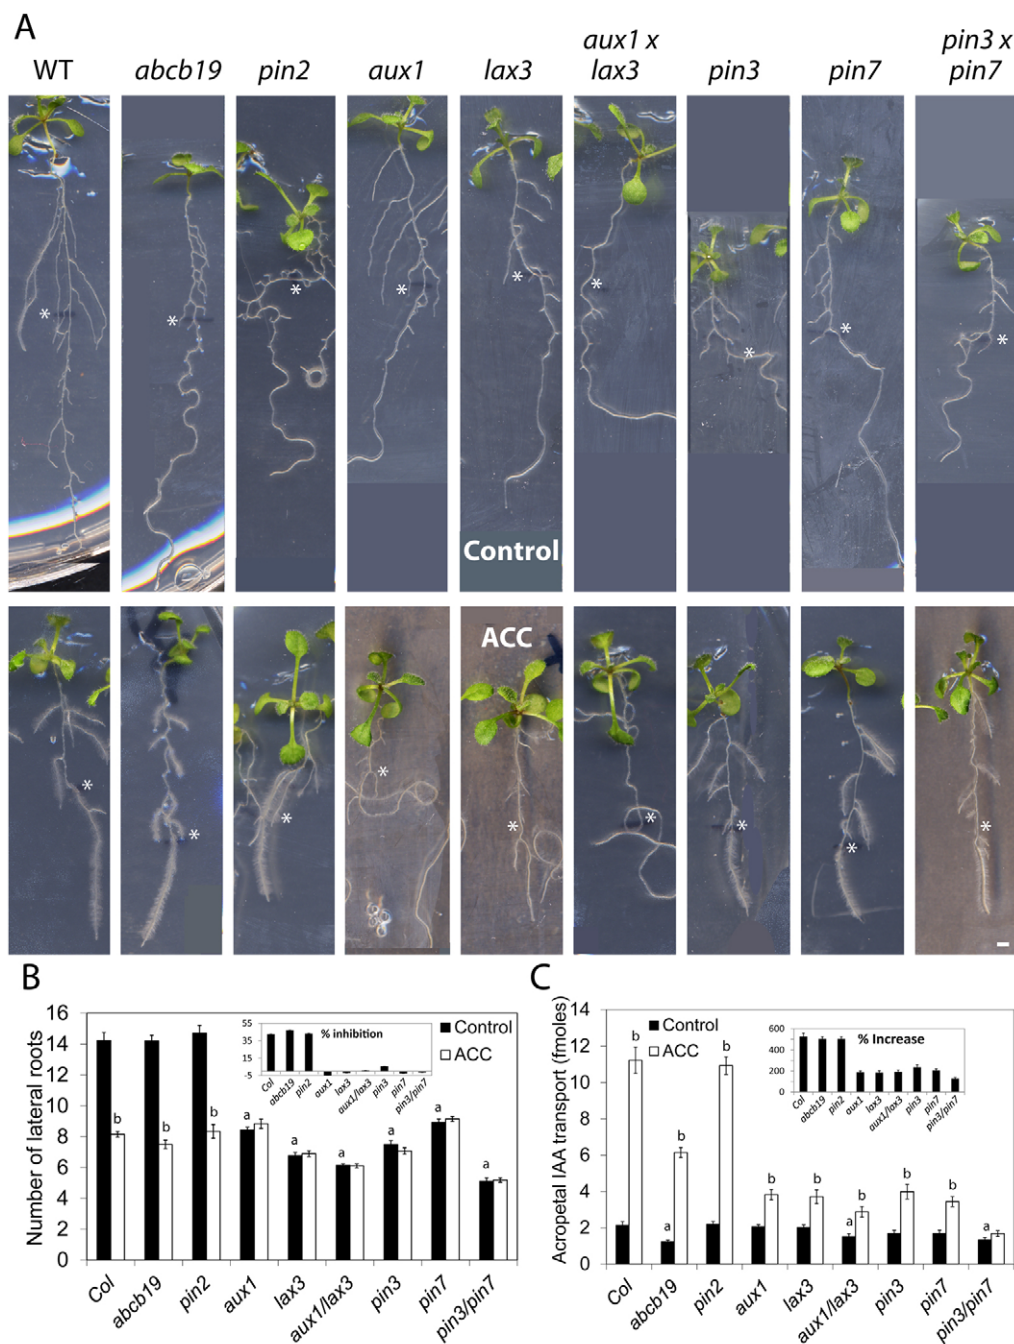 A
WT abcb19 pin2 aux1 lax3 aux1 x lax3 pin3 pin7 pin3 x pin7
* * * * * * * * *
Control
ACC
* * * * * * * * *
B
Number of lateral roots
16
14
12
10
8
6
4
2
0
% inhibition
55
35
15
-5
Col abcb19 pin2 aux1 lax3 aux1/lax3 pin3 pin7 pin3/pin7
Control
ACC
b b b a a a a a a
Col abcb19 pin2 aux1 lax3 aux1/lax3 pin3 pin7 pin3/pin7
C
Acropetal IAA transport (fmoles)
14
12
10
8
6
4
2
0
Control
ACC
% Increase
600
400
200
0
Col abcb19 pin2 aux1 lax3 aux1/lax3 pin3 pin7 pin3/pin7
b a b b b b a b b b a
Col abcb19 pin2 aux1 lax3 aux1/lax3 pin3 pin7 pin3/pin7